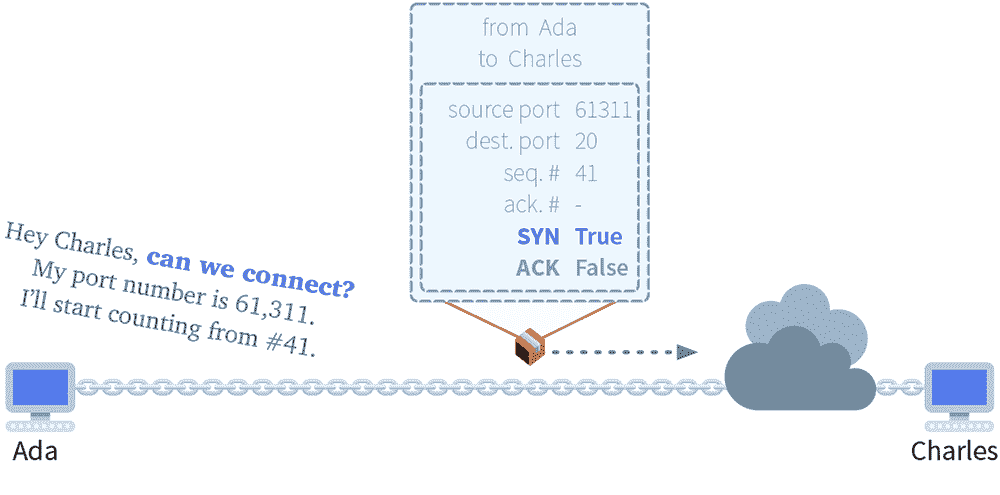 from Ada
to Charles
source port 61311
dest. port 20
seq. # 41
ack. # -
SYN True
ACK False
Hey Charles, can we connect?
My port number is 61,311.
I'll start counting from #41.
Ada
Charles